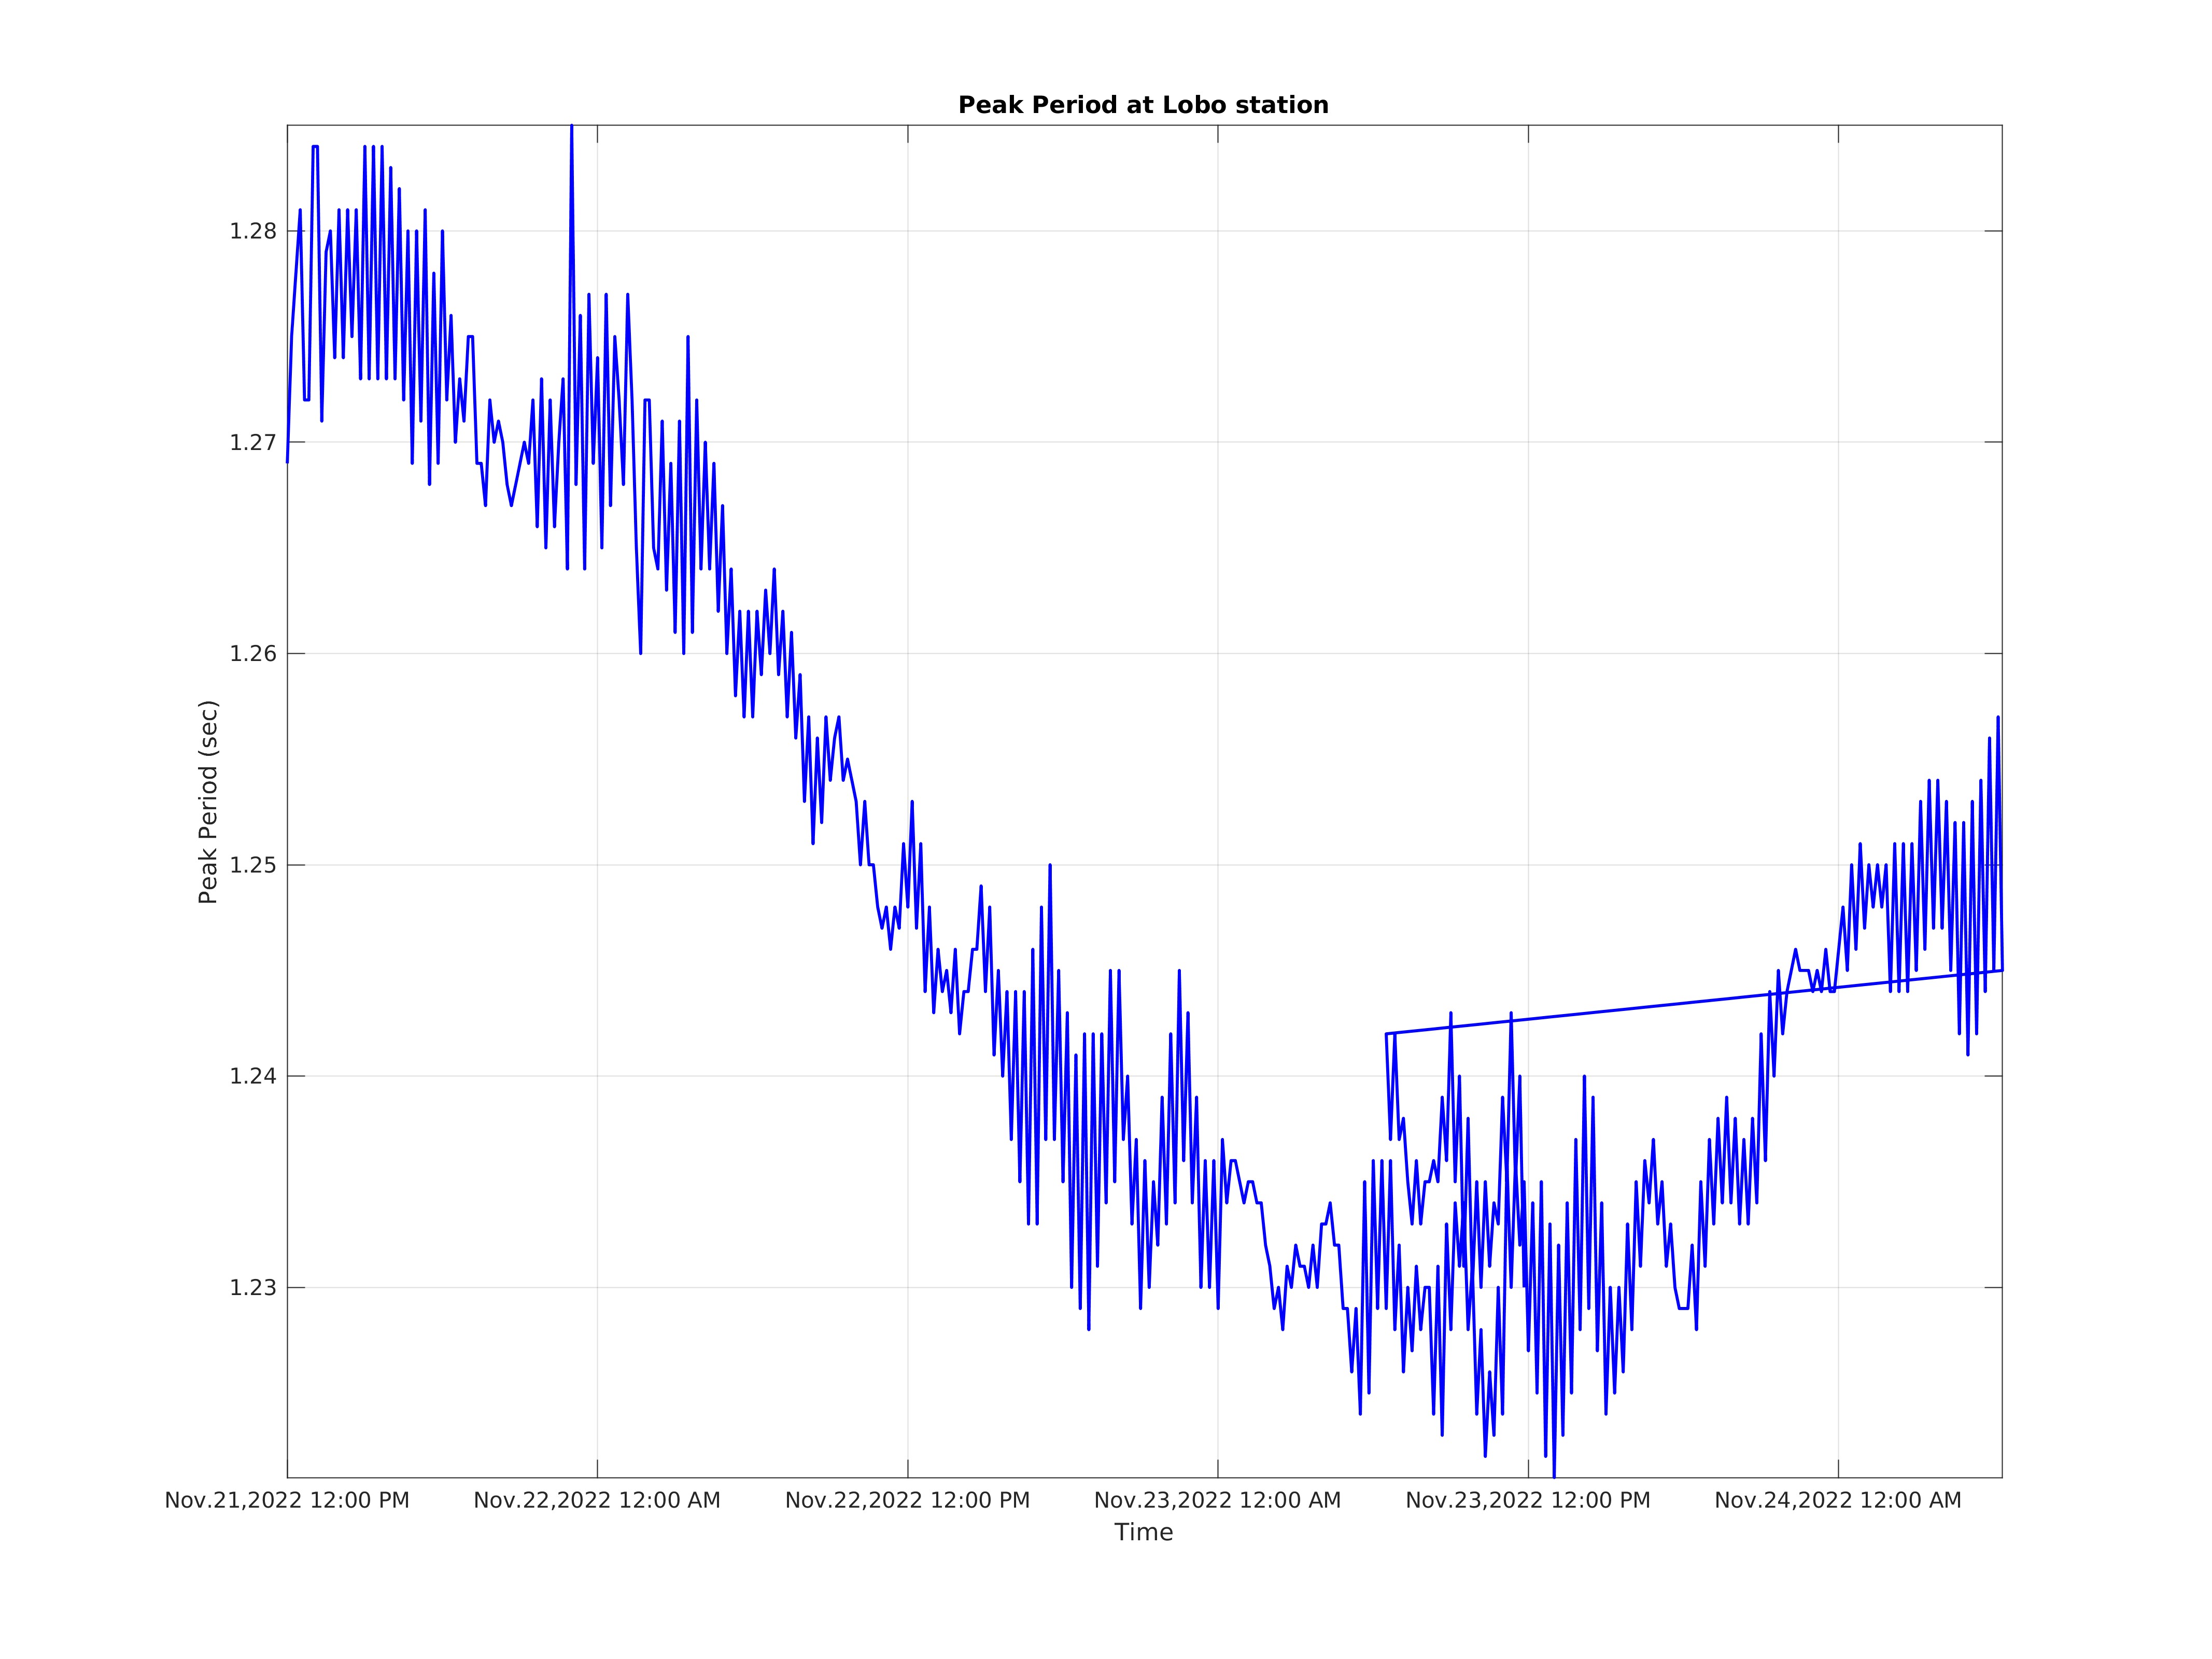 Peak Period at Lobo station
1.28
1.27
1.26
1.25
1.24
1.23
Peak Period (sec)
Nov.21,2022 12:00 PM
Nov.22,2022 12:00 AM
Nov.22,2022 12:00 PM
Nov.23,2022 12:00 AM
Nov.23,2022 12:00 PM
Nov.24,2022 12:00 AM
Time